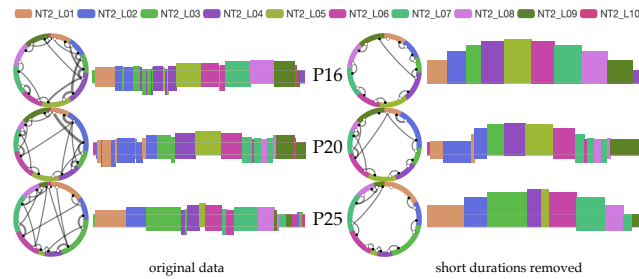 NT2_L01 NT2_L02 NT2_L03 NT2_L04 NT2_L05 NT2_L06 NT2_L07 NT2_L08 NT2_L09 NT2_L10
P16
P20
P25
original data short durations removed